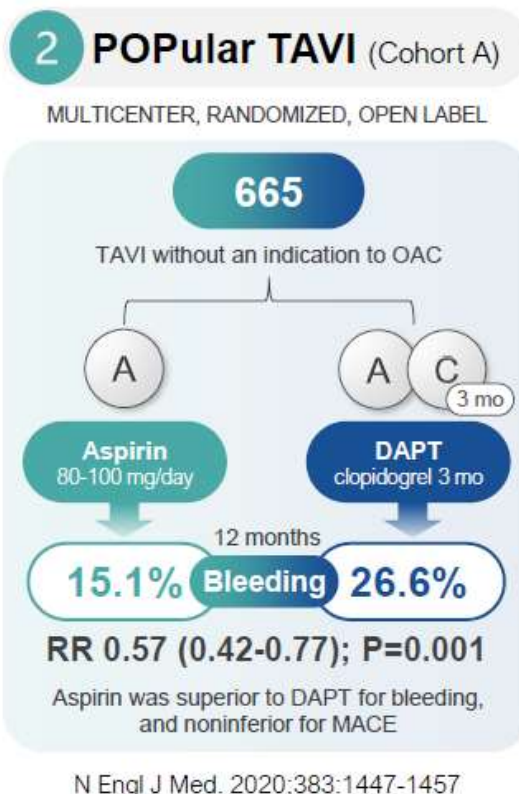 2 POPular TAVI (Cohort A)
MULTICENTER, RANDOMIZED, OPEN LABEL
665
TAVI without an indication to OAC
A
A C
3 mo
Aspirin
80-100 mg/day
DAPT
clopidogrel 3 mo
12 months
15.1% Bleeding 26.6%
RR 0.57 (0.42-0.77); P=0.001
Aspirin was superior to DAPT for bleeding,
and noninferior for MACE
N Engl J Med. 2020;383:1447-1457